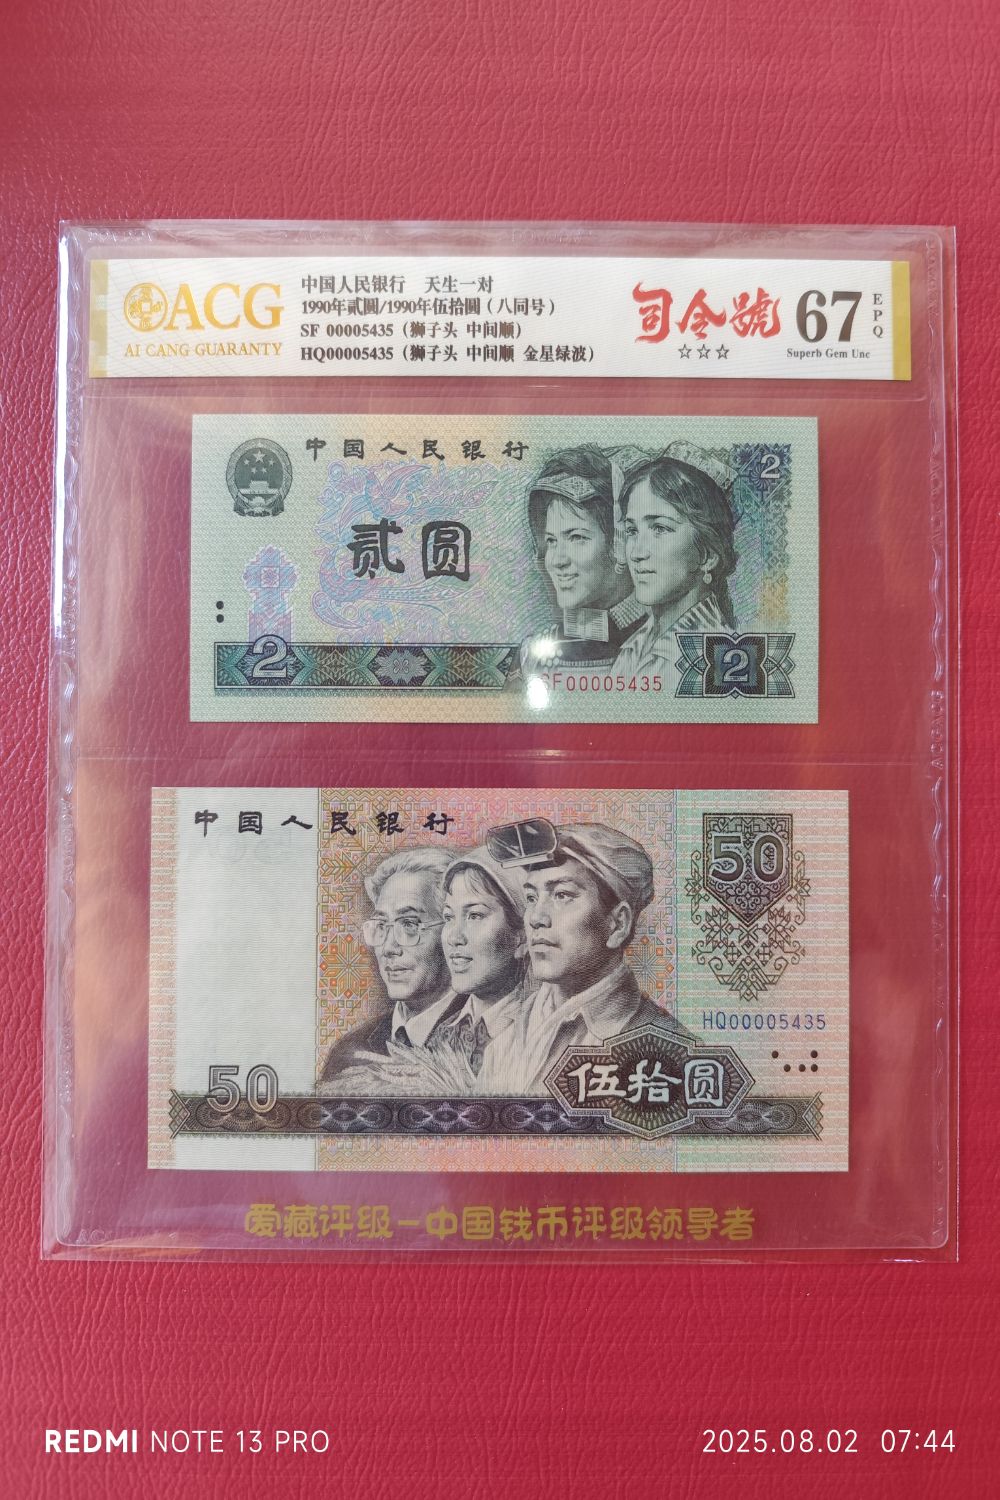 ACG
AI CANG GUARANTY
中国人民银行 天生一对
1990年貳圓/1990年伍拾圓（八同号）
SF 00005435（狮子头 中间顺）
HQ00005435（狮子头 中间顺 金星绿波）
司令號
☆☆☆
67
EPQ
Superb Gem Unc
中国人民银行
2
贰圆
2
SF00005435
2
中国人民银行
50
HQ00005435
50
伍拾圆
爱藏评级－中国钱币评级领导者
REDMI NOTE 13 PRO
2025.08.02 07:44